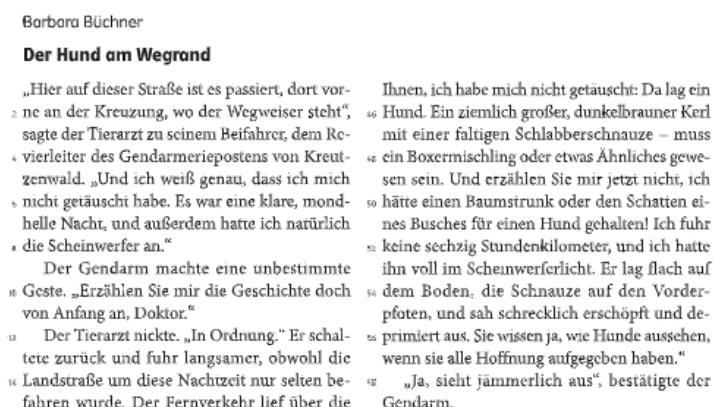 Barbara Büchner
Der Hund am Wegrand
„Hier auf dieser Straße ist es passiert, dort vor-
2 ne an der Kreuzung, wo der Wegweiser steht“,
sagte der Tierarzt zu seinem Beifahrer, dem Re-
4 vierleiter des Gendarmeriepostens von Kreut-
zenwald. „Und ich weiß genau, dass ich mich
6 nicht getäuscht habe. Es war eine klare, mond-
helle Nacht, und außerdem hatte ich natürlich
8 die Scheinwerfer an.“
Der Gendarm machte eine unbestimmte
10 Geste. „Erzählen Sie mir die Geschichte doch
von Anfang an, Doktor.“
12 Der Tierarzt nickte. „In Ordnung.“ Er schal-
tete zurück und fuhr langsamer, obwohl die
14 Landstraße um diese Nachtzeit nur selten be-
fahren wurde. Der Fernverkehr lief über die
Ihnen, ich habe mich nicht getäuscht: Da lag ein
46 Hund. Ein ziemlich großer, dunkelbrauner Kerl
mit einer faltigen Schlabberschnauze – muss
48 ein Boxermischling oder etwas Ähnliches gewe-
sen sein. Und erzählen Sie mir jetzt nicht, ich
50 hätte einen Baumstrunk oder den Schatten ei-
nes Busches für einen Hund gehalten! Ich fuhr
52 keine sechzig Stundenkilometer, und ich hatte
ihn voll im Scheinwerferlicht. Er lag flach auf
54 dem Boden, die Schnauze auf den Vorder-
pfoten, und sah schrecklich erschöpft und de-
56 primiert aus. Sie wissen ja, wie Hunde aussehen,
wenn sie alle Hoffnung aufgegeben haben.“
58 „Ja, sieht jämmerlich aus“, bestätigte der
Gendarm.